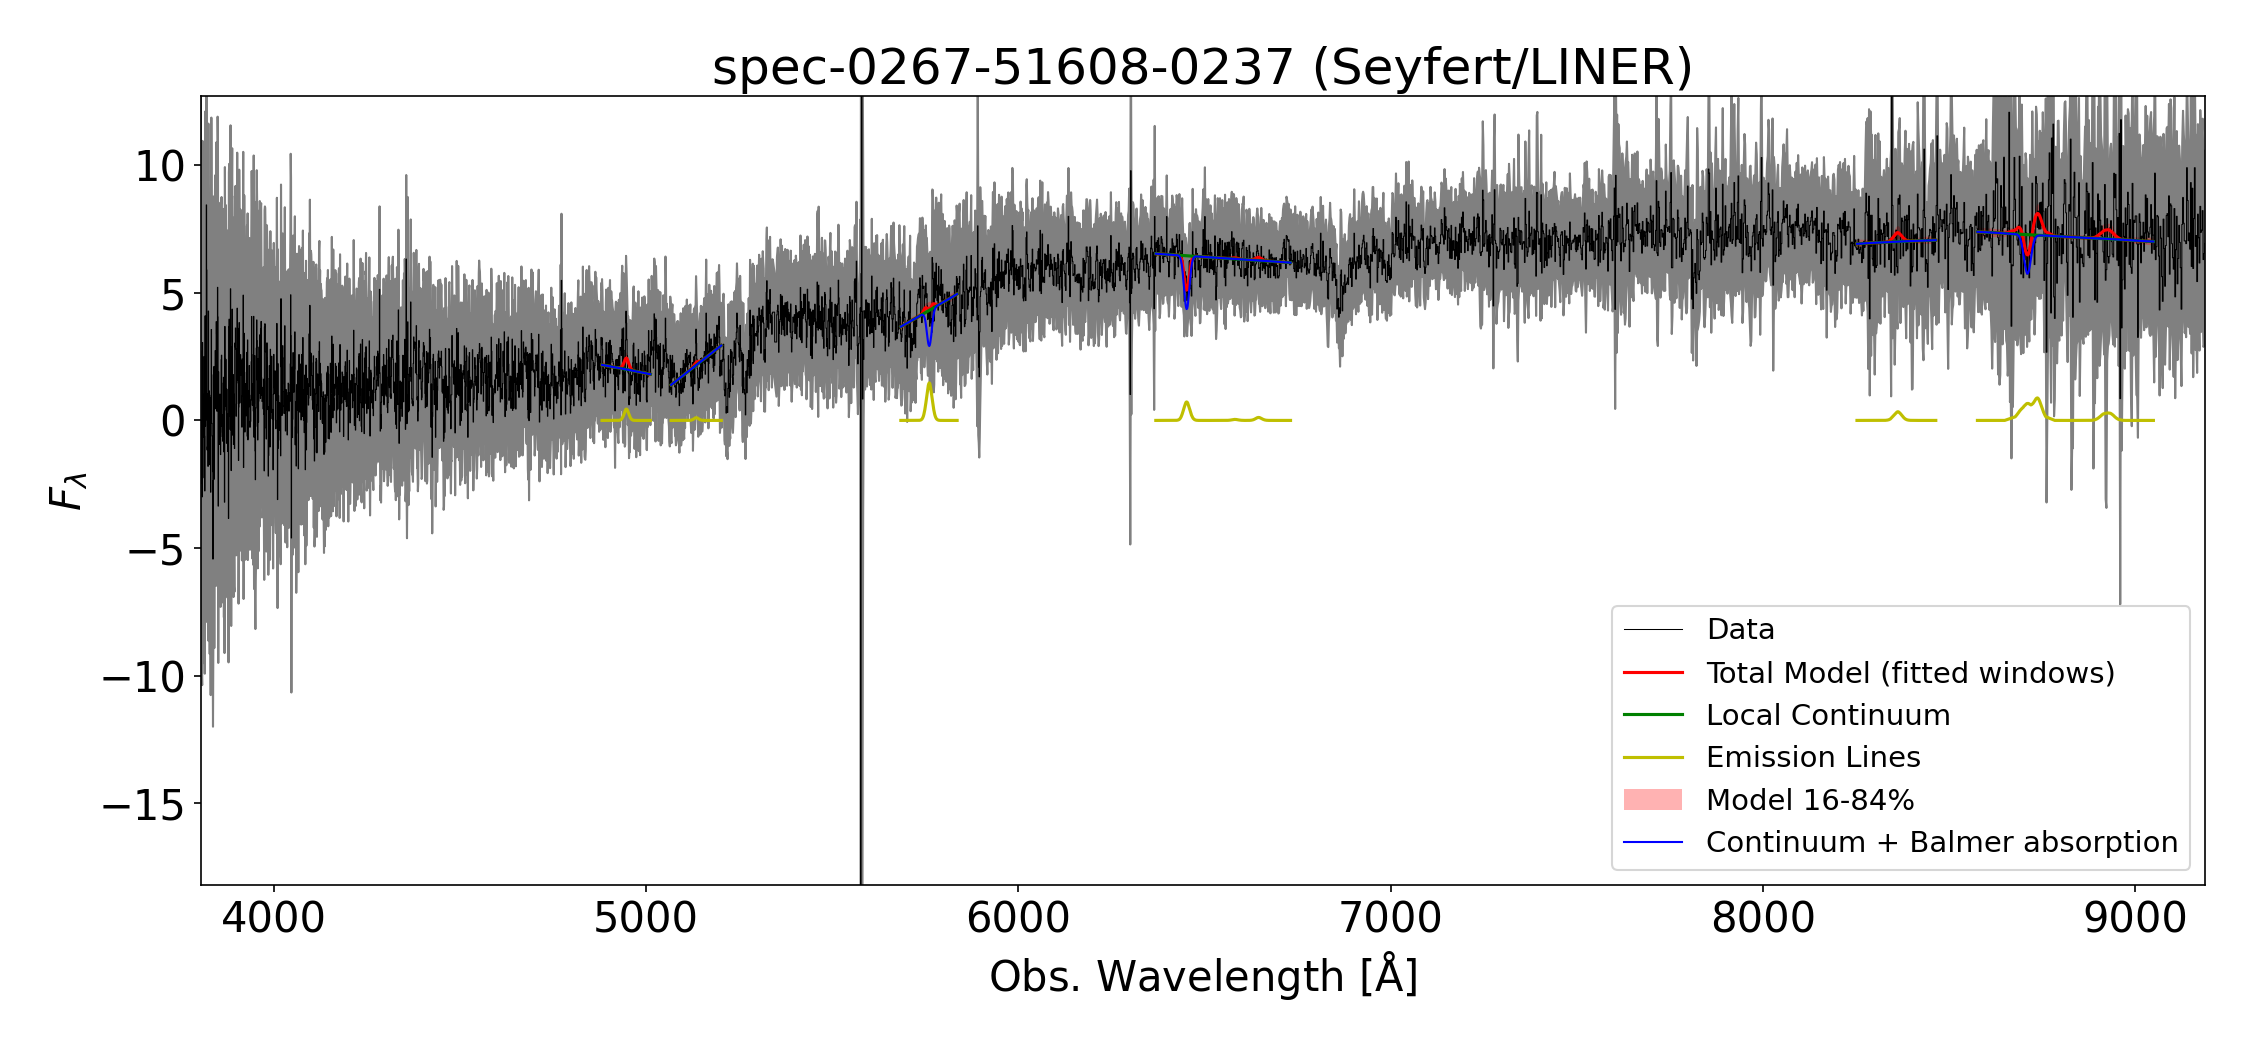 spec-0267-51608-0237 (Seyfert/LINER)
10
5
0
−5
−10
−15
Fλ
4000 5000 6000 7000 8000 9000
Obs. Wavelength [Å]
Data
Total Model (fitted windows)
Local Continuum
Emission Lines
Model 16-84%
Continuum + Balmer absorption